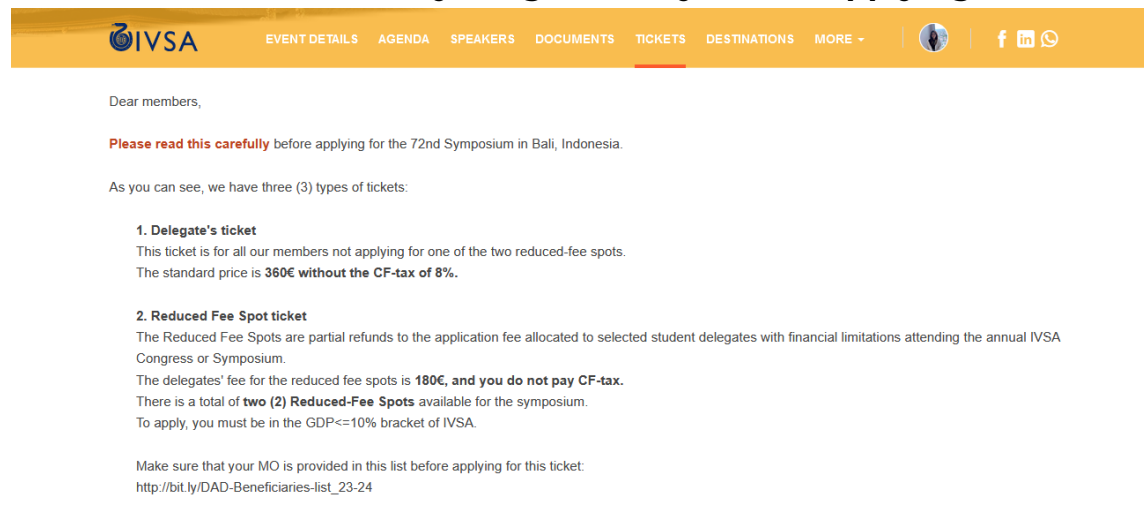 IVSA
EVENT DETAILS AGENDA SPEAKERS DOCUMENTS TICKETS DESTINATIONS MORE
Dear members,
Please read this carefully before applying for the 72nd Symposium in Bali, Indonesia.
As you can see, we have three (3) types of tickets:
1. Delegate's ticket
This ticket is for all our members not applying for one of the two reduced-fee spots.
The standard price is 360€ without the CF-tax of 8%.
2. Reduced Fee Spot ticket
The Reduced Fee Spots are partial refunds to the application fee allocated to selected student delegates with financial limitations attending the annual IVSA
Congress or Symposium.
The delegates' fee for the reduced fee spots is 180€, and you do not pay CF-tax.
There is a total of two (2) Reduced-Fee Spots available for the symposium.
To apply, you must be in the GDP<=10% bracket of IVSA.
Make sure that your MO is provided in this list before applying for this ticket:
http://bit.ly/DAD-Beneficiaries-list_23-24